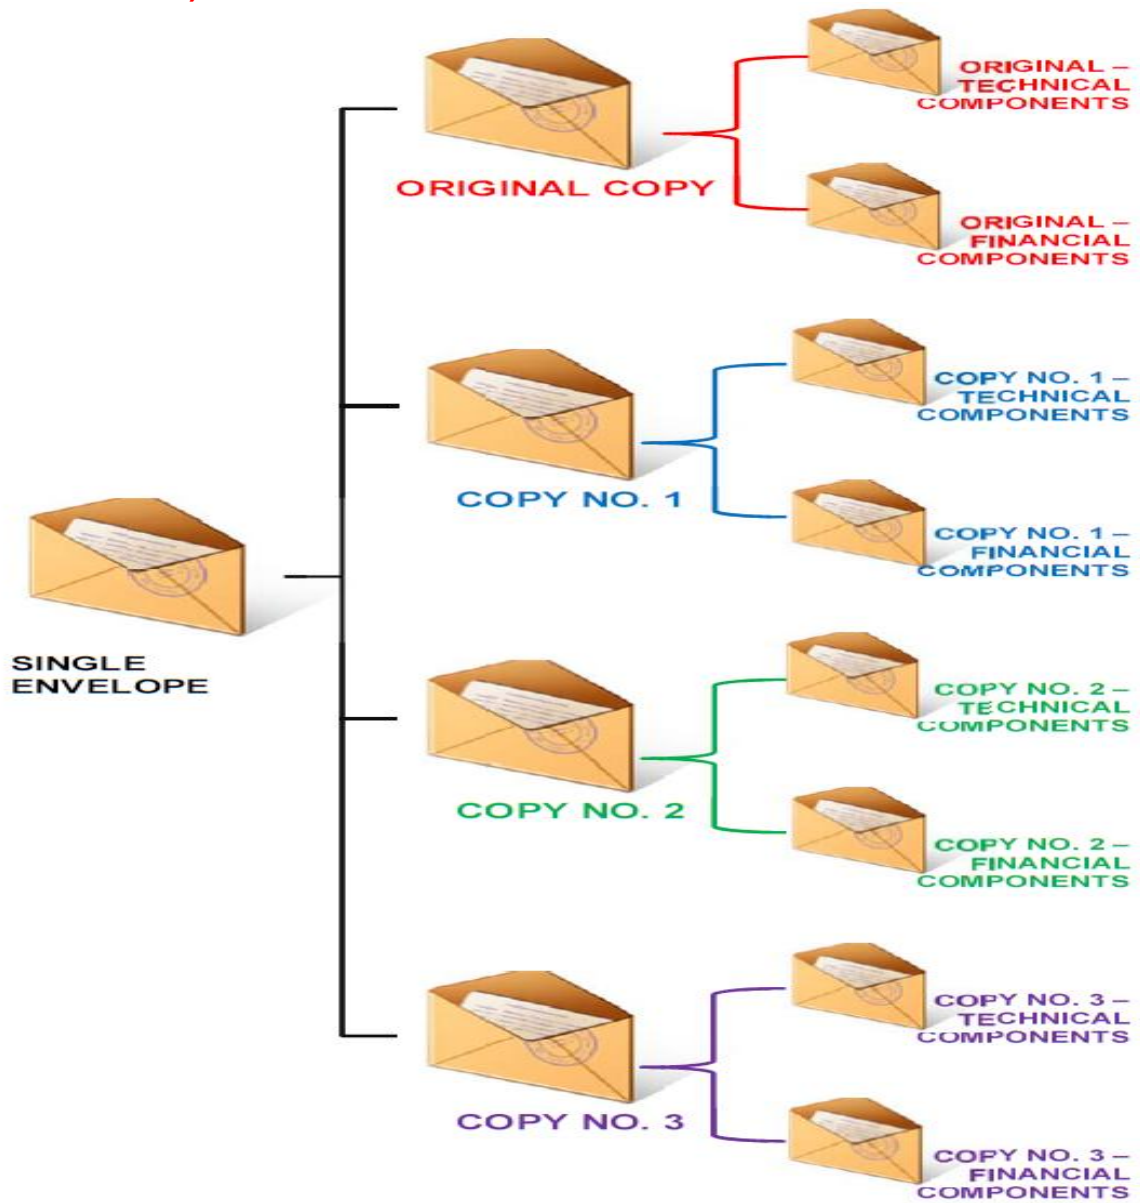 ORIGINAL –
TECHNICAL
COMPONENTS
ORIGINAL COPY
ORIGINAL –
FINANCIAL
COMPONENTS
COPY NO. 1 –
TECHNICAL
COMPONENTS
COPY NO. 1
COPY NO. 1 –
FINANCIAL
COMPONENTS
SINGLE
ENVELOPE
COPY NO. 2 –
TECHNICAL
COMPONENTS
COPY NO. 2
COPY NO. 2 –
FINANCIAL
COMPONENTS
COPY NO. 3 –
TECHNICAL
COMPONENTS
COPY NO. 3
COPY NO. 3 –
FINANCIAL
COMPONENTS